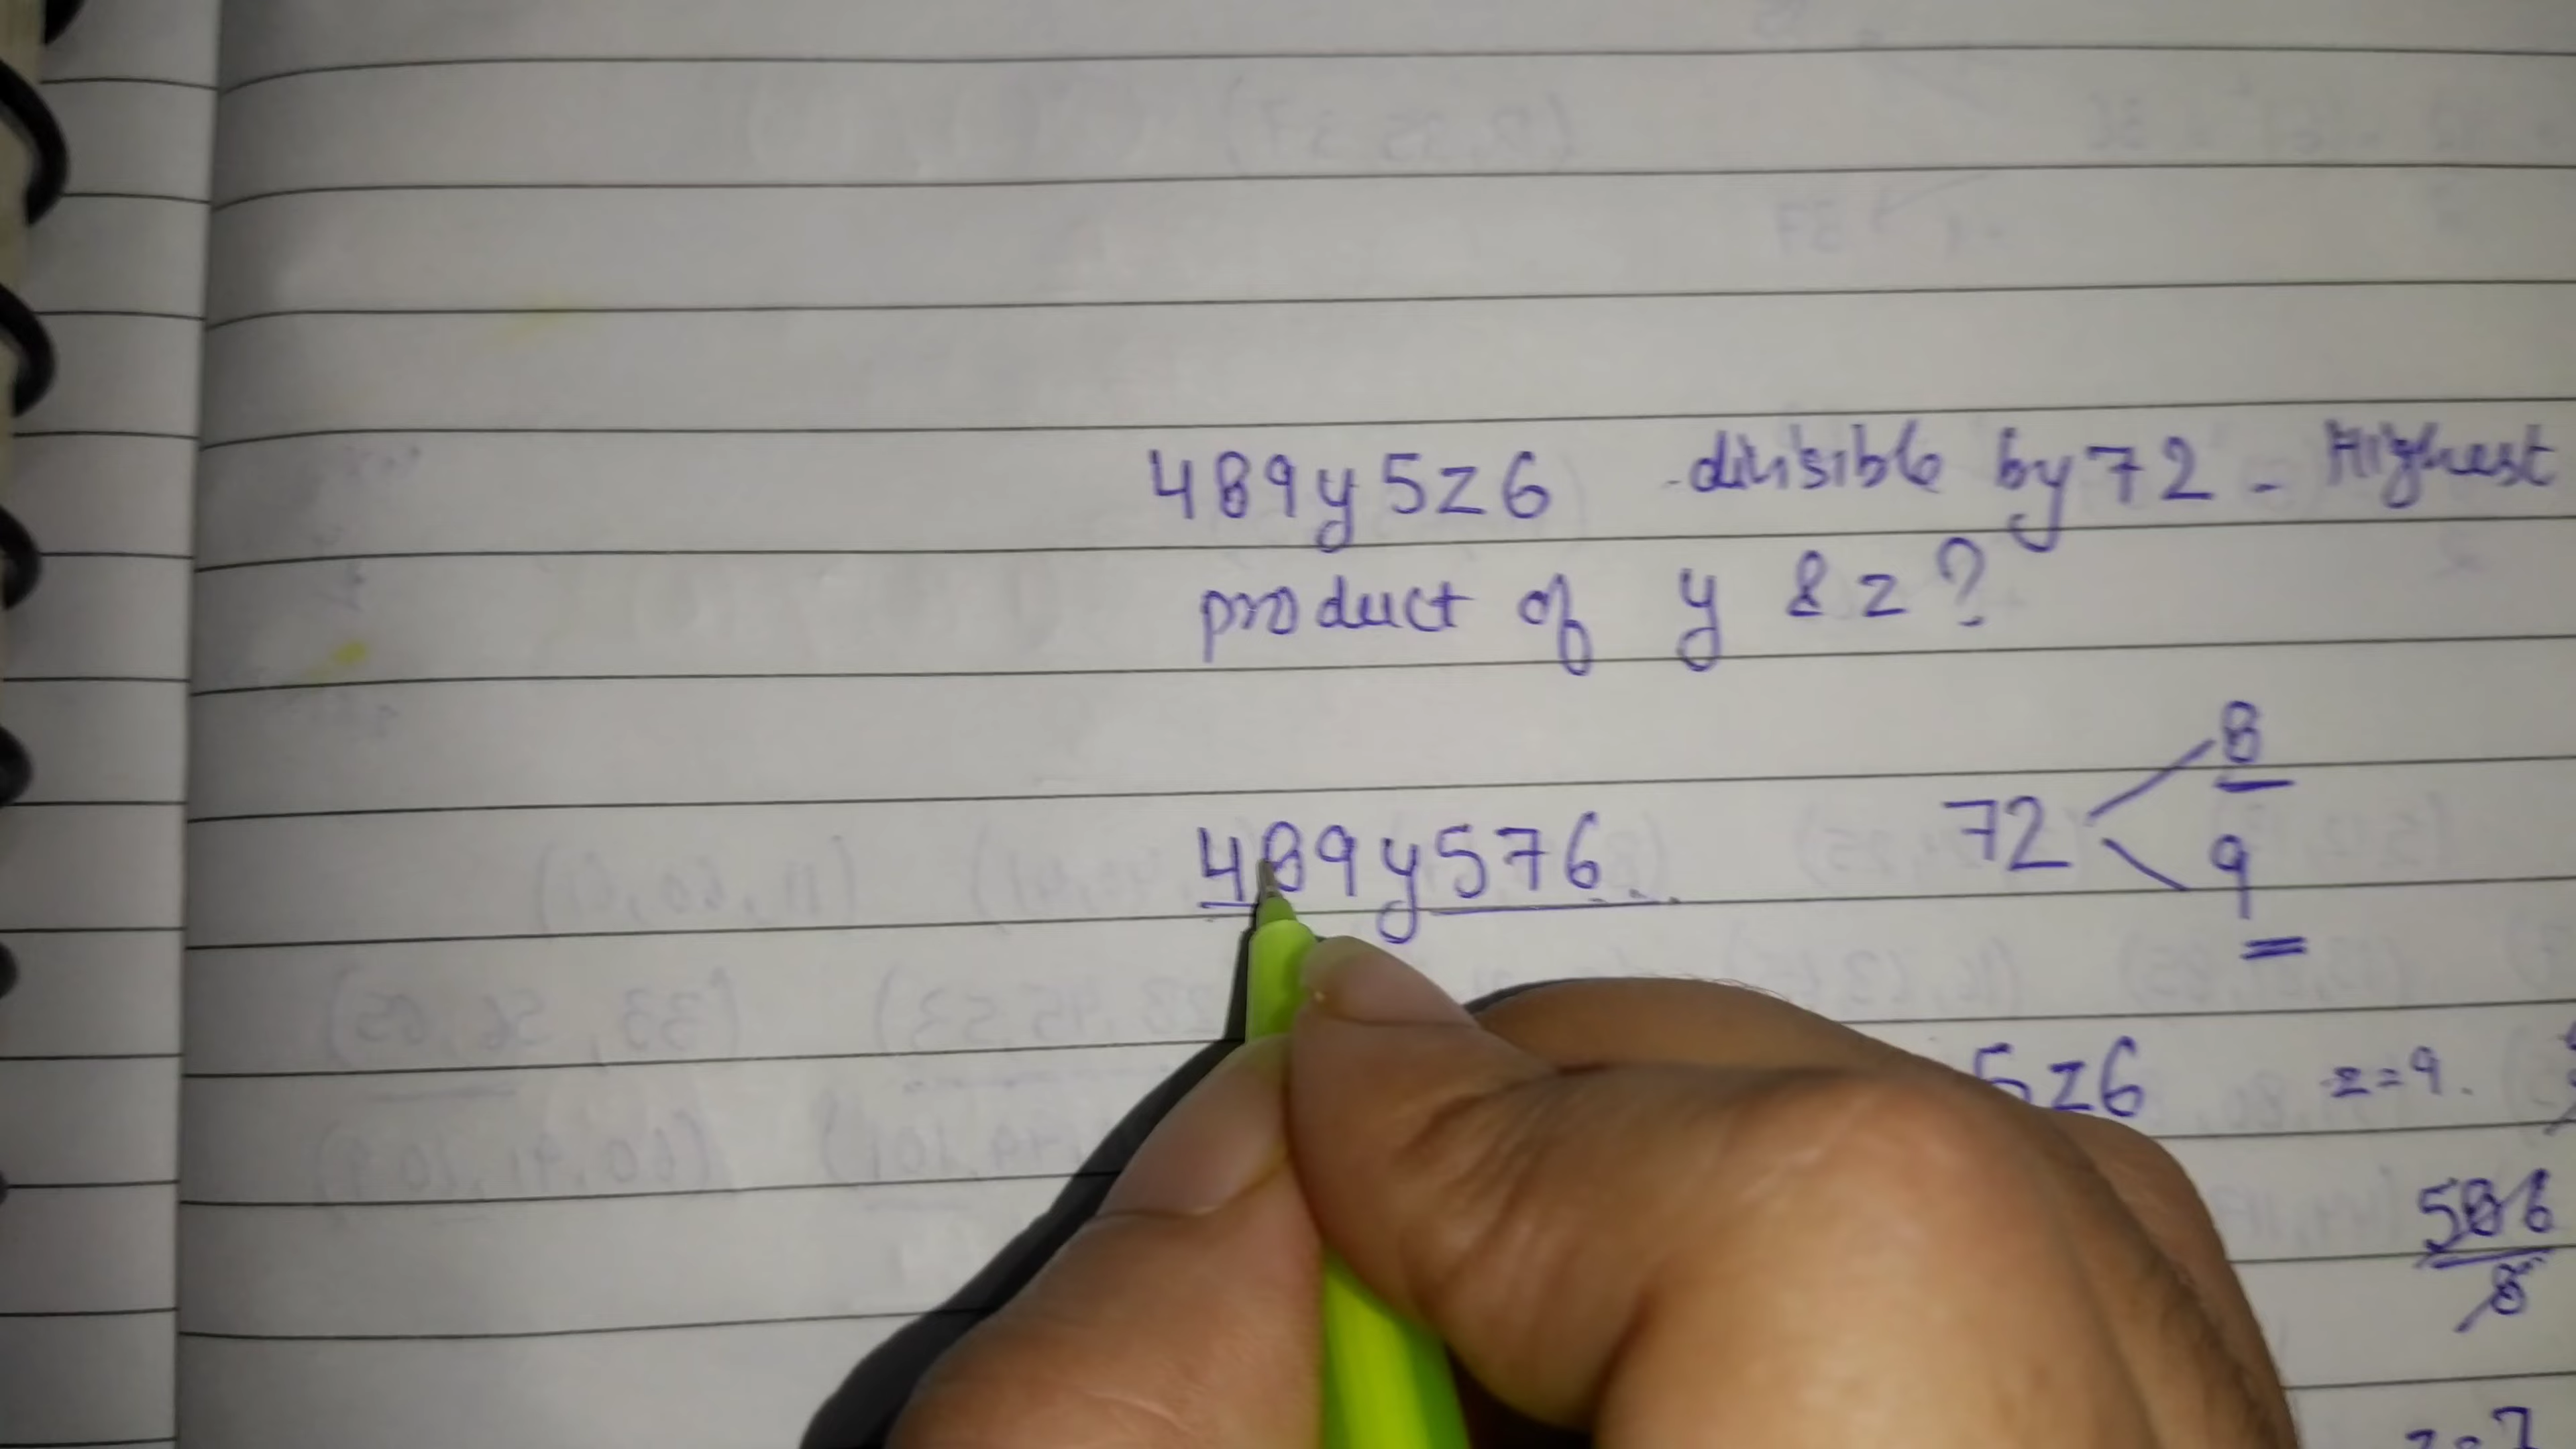 489y5z6 divisible by 72 - Highest
product of y & z?
8
489y576. 72
9
5z6 z=9.
586
8